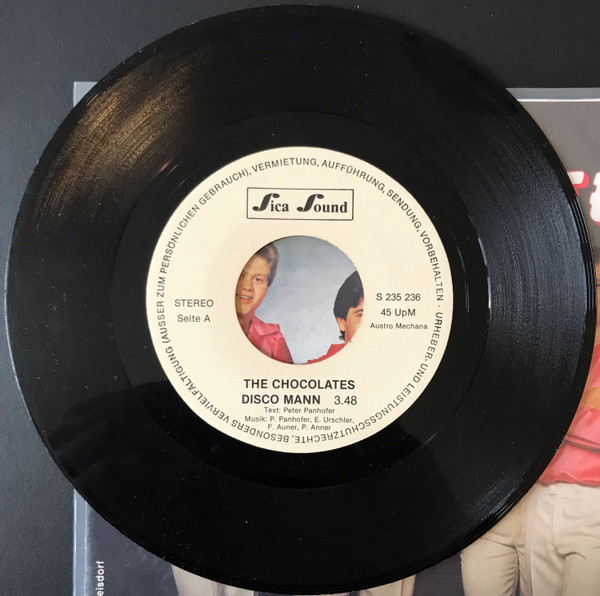 URHEBER- UND LEISTUNGSSCHUTZRECHTE, BESONDERS VERVIELFÄLTIGUNG (AUSSER ZUM PERSÖNLICHEN GEBRAUCH), VERMIETUNG, AUFFÜHRUNG, SENDUNG, VORBEHALTEN ·
Sica Sound
STEREO
Seite A
S 235 236
45 UpM
Austro Mechana
THE CHOCOLATES
DISCO MANN 3.48
Text: Peter Panhofer
Musik: P. Panhofer, E. Urschler,
F. Auner, P. Anner
eisdorf